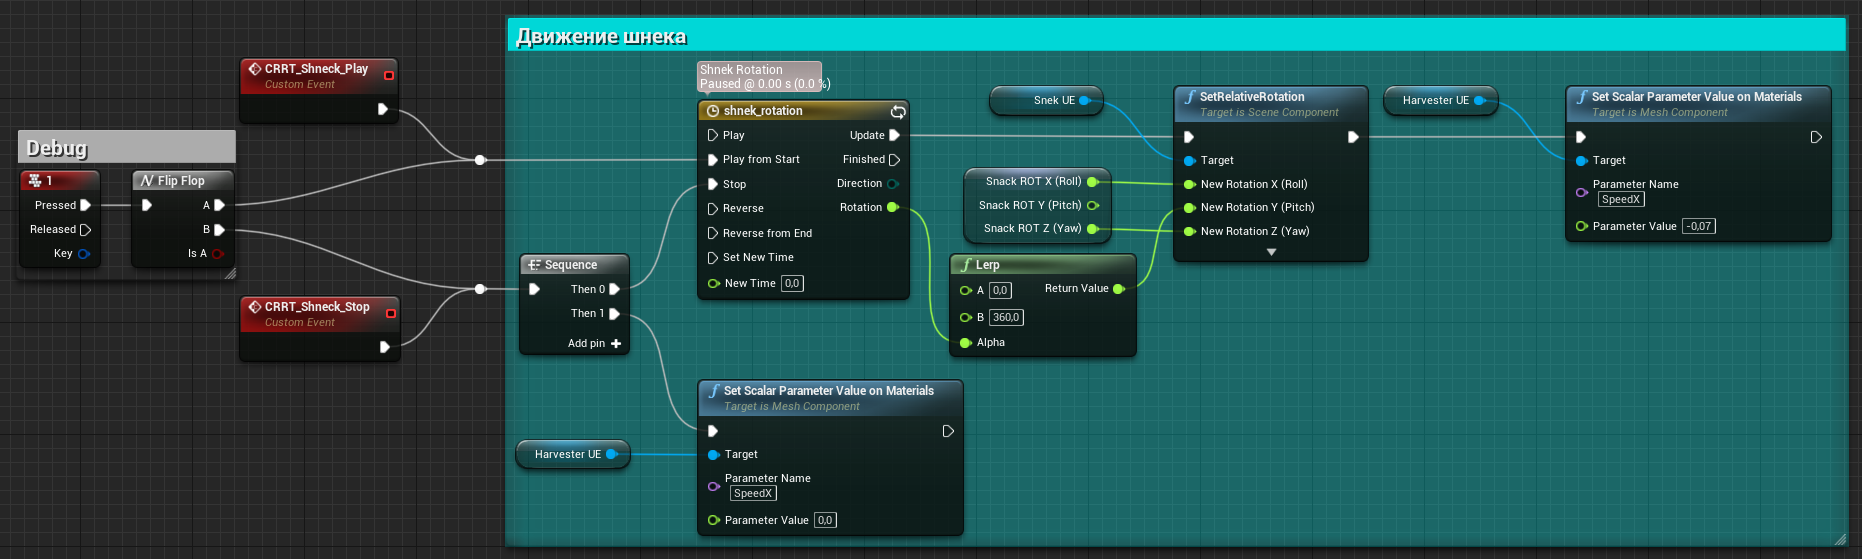 Движение шнека
CRRT_Shneck_Play
Custom Event
Debug
1
Pressed
Released
Key
Flip Flop
A
B
Is A
CRRT_Shneck_Stop
Custom Event
Sequence
Then 0
Then 1
Add pin
Shnek Rotation
Paused @ 0.00 s (0.0 %)
shnek_rotation
Play
Update
Play from Start
Finished
Stop
Direction
Reverse
Rotation
Reverse from End
Set New Time
New Time 0,0
Snek UE
Snack ROT X (Roll)
Snack ROT Y (Pitch)
Snack ROT Z (Yaw)
Lerp
A 0,0
Return Value
B 360,0
Alpha
SetRelativeRotation
Target is Scene Component
Target
New Rotation X (Roll)
New Rotation Y (Pitch)
New Rotation Z (Yaw)
Harvester UE
Set Scalar Parameter Value on Materials
Target is Mesh Component
Target
Parameter Name
SpeedX
Parameter Value -0,07
Harvester UE
Set Scalar Parameter Value on Materials
Target is Mesh Component
Target
Parameter Name
SpeedX
Parameter Value 0,0